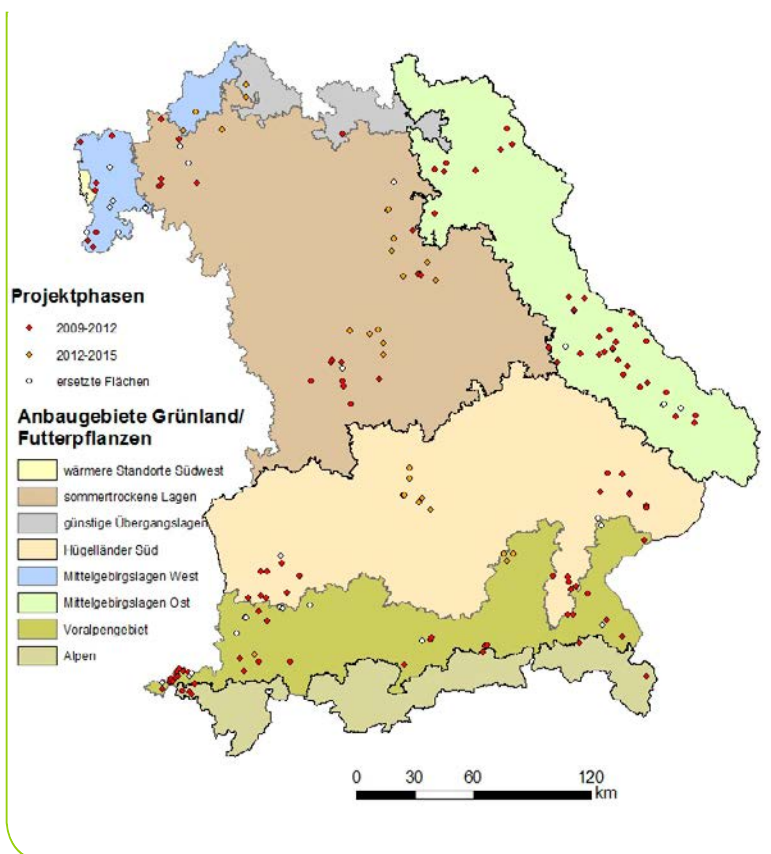 Projektphasen
2009-2012
2012-2015
ersetzte Flächen
Anbaugebiete Grünland/
Futterpflanzen
wärmere Standorte Südwest
sommertrockene Lagen
günstige Übergangslagen
Hügelländer Süd
Mittelgebirgslagen West
Mittelgebirgslagen Ost
Voralpengebiet
Alpen
0 30 60 120
km